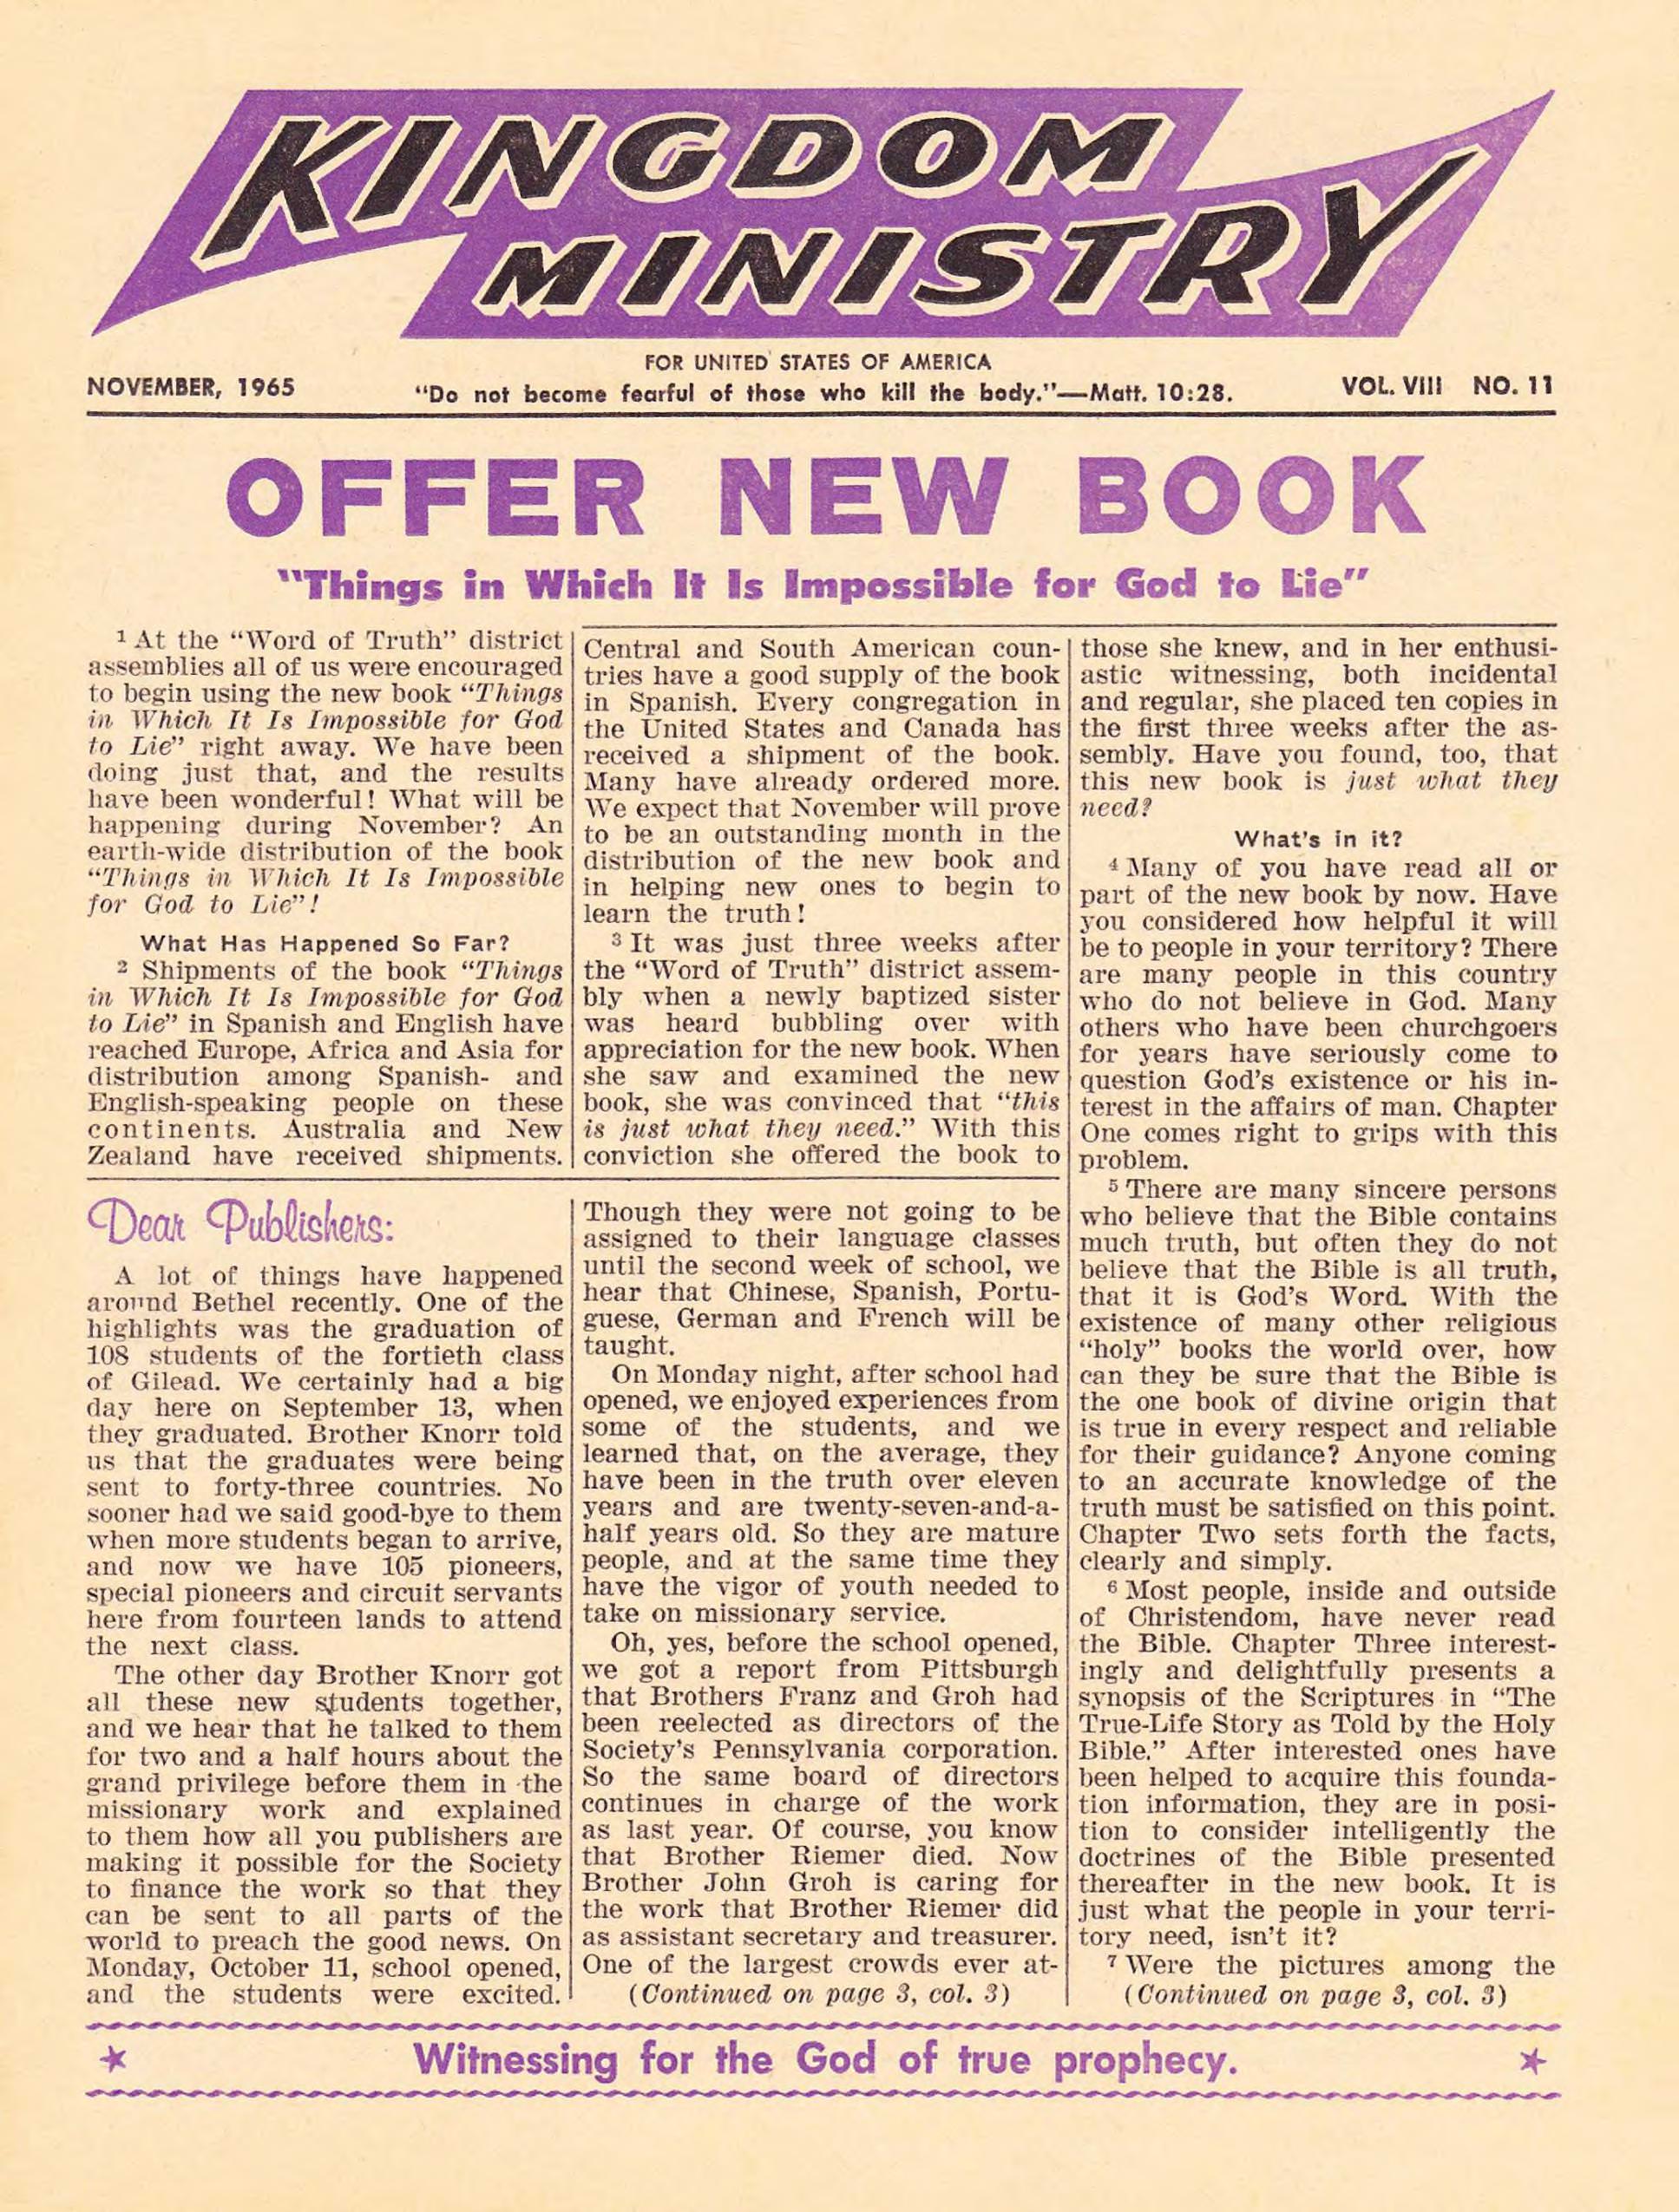 KINGDOM
MINISTRY
FOR UNITED STATES OF AMERICA
NOVEMBER, 1965
"Do not become fearful of those who kill the body."—Matt. 10:28.
VOL. VIII NO. 11
OFFER NEW BOOK
"Things in Which It Is Impossible for God to Lie"
1 At the “Word of Truth” district
assemblies all of us were encouraged
to begin using the new book “Things
in Which It Is Impossible for God
to Lie” right away. We have been
doing just that, and the results
have been wonderful! What will be
happening during November? An
earth-wide distribution of the book
“Things in Which It Is Impossible
for God to Lie”!
What Has Happened So Far?
2 Shipments of the book “Things
in Which It Is Impossible for God
to Lie” in Spanish and English have
reached Europe, Africa and Asia for
distribution among Spanish- and
English-speaking people on these
continents. Australia and New
Zealand have received shipments.
Central and South American coun-
tries have a good supply of the book
in Spanish. Every congregation in
the United States and Canada has
received a shipment of the book.
Many have already ordered more.
We expect that November will prove
to be an outstanding month in the
distribution of the new book and
in helping new ones to begin to
learn the truth!
3 It was just three weeks after
the “Word of Truth” district assem-
bly when a newly baptized sister
was heard bubbling over with
appreciation for the new book. When
she saw and examined the new
book, she was convinced that “this
is just what they need.” With this
conviction she offered the book to
those she knew, and in her enthusi-
astic witnessing, both incidental
and regular, she placed ten copies in
the first three weeks after the as-
sembly. Have you found, too, that
this new book is just what they
need?
What's in it?
4 Many of you have read all or
part of the new book by now. Have
you considered how helpful it will
be to people in your territory? There
are many people in this country
who do not believe in God. Many
others who have been churchgoers
for years have seriously come to
question God's existence or his in-
terest in the affairs of man. Chapter
One comes right to grips with this
problem.
5 There are many sincere persons
who believe that the Bible contains
much truth, but often they do not
believe that the Bible is all truth,
that it is God's Word. With the
existence of many other religious
“holy” books the world over, how
can they be sure that the Bible is
the one book of divine origin that
is true in every respect and reliable
for their guidance? Anyone coming
to an accurate knowledge of the
truth must be satisfied on this point.
Chapter Two sets forth the facts,
clearly and simply.
6 Most people, inside and outside
of Christendom, have never read
the Bible. Chapter Three interest-
ingly and delightfully presents a
synopsis of the Scriptures in “The
True-Life Story as Told by the Holy
Bible.” After interested ones have
been helped to acquire this founda-
tion information, they are in posi-
tion to consider intelligently the
doctrines of the Bible presented
thereafter in the new book. It is
just what the people in your terri-
tory need, isn't it?
7 Were the pictures among the
(Continued on page 3, col. 3)
Dear Publishers:
A lot of things have happened
around Bethel recently. One of the
highlights was the graduation of
108 students of the fortieth class
of Gilead. We certainly had a big
day here on September 13, when
they graduated. Brother Knorr told
us that the graduates were being
sent to forty-three countries. No
sooner had we said good-bye to them
when more students began to arrive,
and now we have 105 pioneers,
special pioneers and circuit servants
here from fourteen lands to attend
the next class.
The other day Brother Knorr got
all these new students together,
and we hear that he talked to them
for two and a half hours about the
grand privilege before them in the
missionary work and explained
to them how all you publishers are
making it possible for the Society
to finance the work so that they
can be sent to all parts of the
world to preach the good news. On
Monday, October 11, school opened,
and the students were excited.
Though they were not going to be
assigned to their language classes
until the second week of school, we
hear that Chinese, Spanish, Portu-
guese, German and French will be
taught.
On Monday night, after school had
opened, we enjoyed experiences from
some of the students, and we
learned that, on the average, they
have been in the truth over eleven
years and are twenty-seven-and-a-
half years old. So they are mature
people, and at the same time they
have the vigor of youth needed to
take on missionary service.
Oh, yes, before the school opened,
we got a report from Pittsburgh
that Brothers Franz and Groh had
been reelected as directors of the
Society's Pennsylvania corporation.
So the same board of directors
continues in charge of the work
as last year. Of course, you know
that Brother Riemer died. Now
Brother John Groh is caring for
the work that Brother Riemer did
as assistant secretary and treasurer.
One of the largest crowds ever at-
(Continued on page 3, col. 3)
Witnessing for the God of true prophecy.